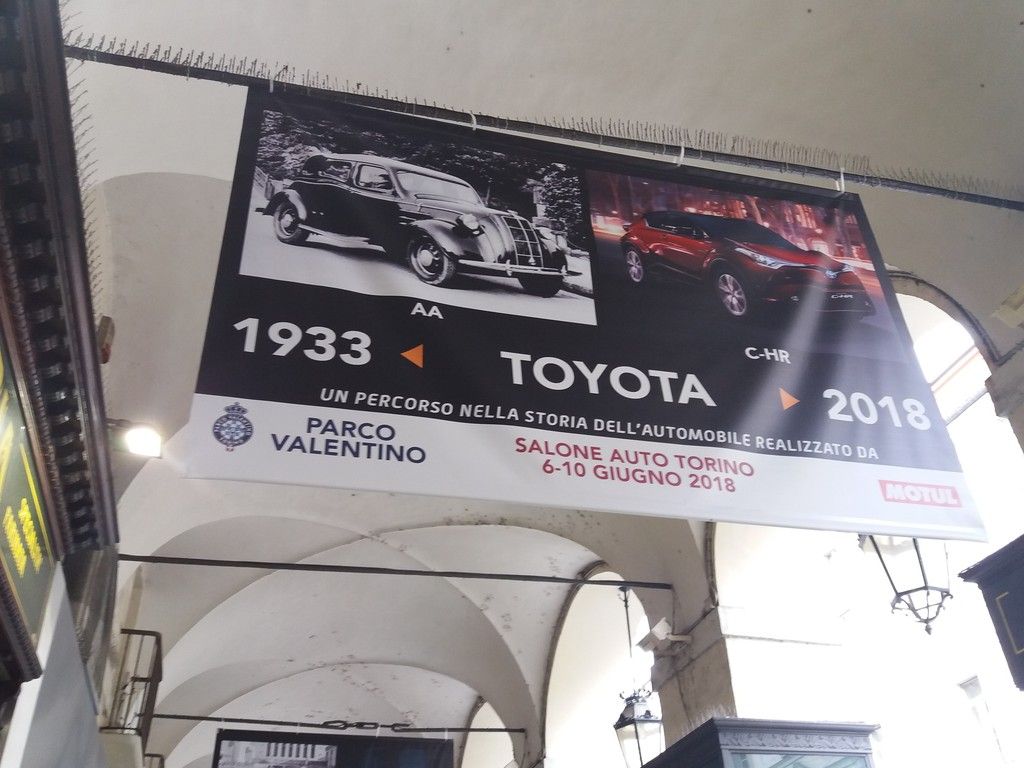 AA
C-HR
1933
TOYOTA
2018
UN PERCORSO NELLA STORIA DELL'AUTOMOBILE REALIZZATO DA
PARCO
VALENTINO
SALONE AUTO TORINO
6-10 GIUGNO 2018
MOTUL
C-HR